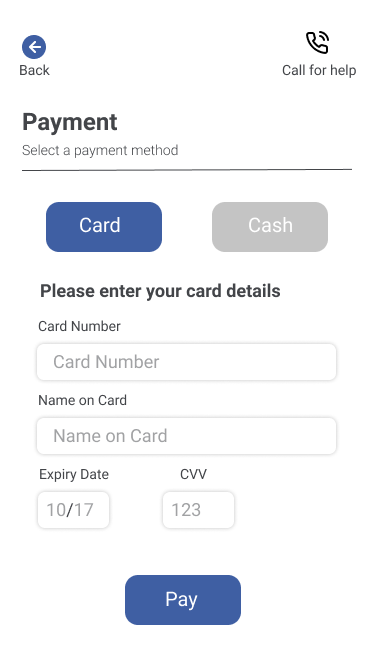 Back
Call for help
Payment
Select a payment method
Card
Cash
Please enter your card details
Card Number
Card Number
Name on Card
Name on Card
Expiry Date
CVV
10/17
123
Pay